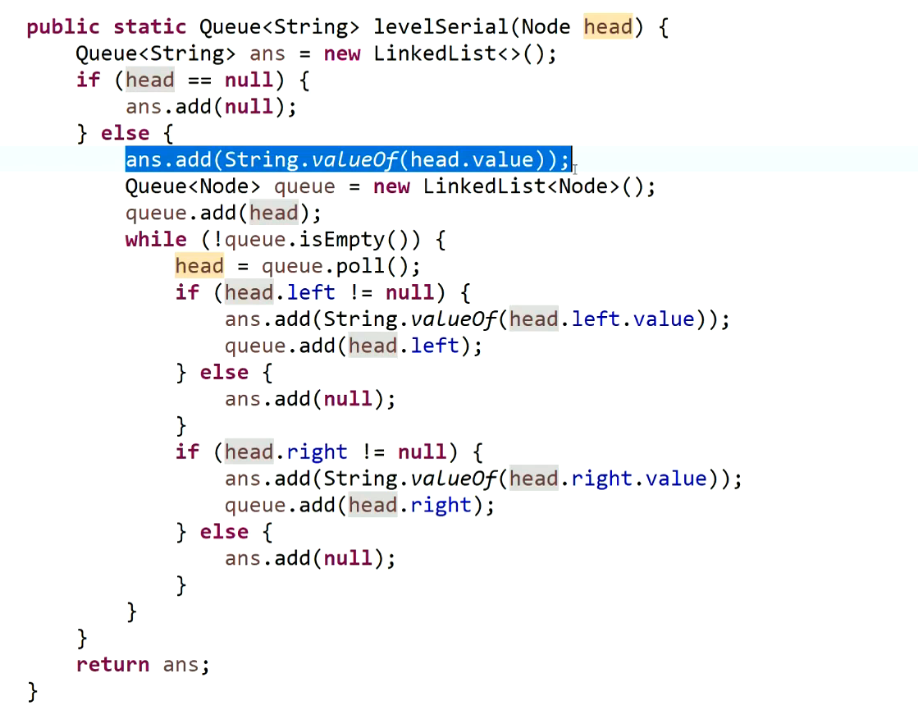 public static Queue<String> levelSerial(Node head) {
    Queue<String> ans = new LinkedList<>();
    if (head == null) {
        ans.add(null);
    } else {
        ans.add(String.valueOf(head.value));
        Queue<Node> queue = new LinkedList<Node>();
        queue.add(head);
        while (!queue.isEmpty()) {
            head = queue.poll();
            if (head.left != null) {
                ans.add(String.valueOf(head.left.value));
                queue.add(head.left);
            } else {
                ans.add(null);
            }
            if (head.right != null) {
                ans.add(String.valueOf(head.right.value));
                queue.add(head.right);
            } else {
                ans.add(null);
            }
        }
    }
    return ans;
}